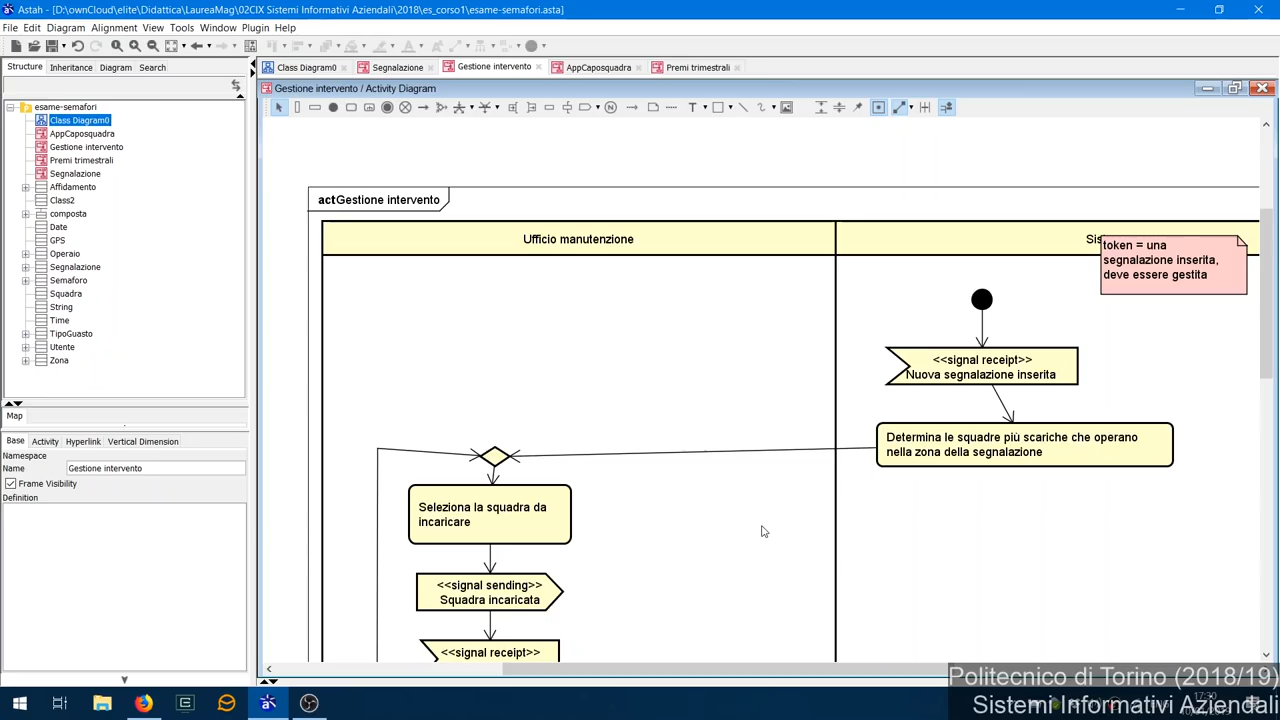 Astah - [D:\ownCloud\elite\Didattica\LaureaMag\02CIX Sistemi Informativi Aziendali\2018\es_corso1\esame-semafori.asta]
File Edit Diagram Alignment View Tools Window Plugin Help
Structure Inheritance Diagram Search
Class Diagram0 Segnalazione Gestione intervento AppCaposquadra Premi trimestrali
Gestione intervento / Activity Diagram
esame-semafori
Class Diagram0
AppCaposquadra
Gestione intervento
Premi trimestrali
Segnalazione
Affidamento
Class2
composta
Date
GPS
Operaio
Segnalazione
Semaforo
Squadra
String
Time
TipoGuasto
Utente
Zona
Map
Base Activity Hyperlink Vertical Dimension
Namespace
Name Gestione intervento
Frame Visibility
Definition
act Gestione intervento
Ufficio manutenzione
token = una
segnalazione inserita,
deve essere gestita
<<signal receipt>>
Nuova segnalazione inserita
Determina le squadre più scariche che operano
nella zona della segnalazione
Seleziona la squadra da
incaricare
<<signal sending>>
Squadra incaricata
<<signal receipt>>
Politecnico di Torino (2018/19)
Sistemi Informativi Aziendali